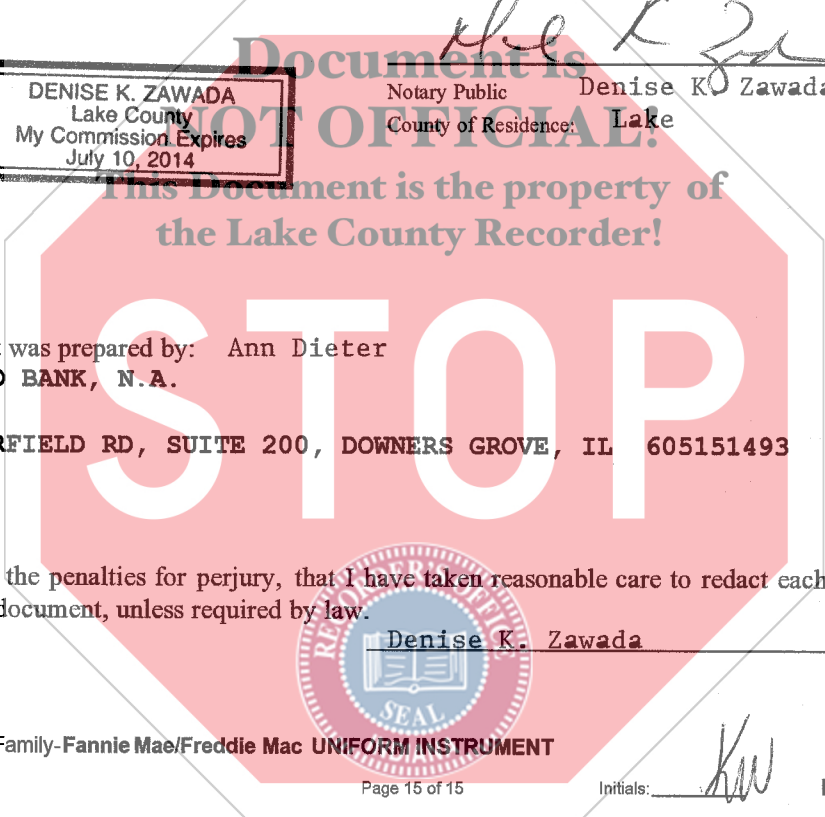 Document is
NOT OFFICIAL!
This Document is the property of
the Lake County Recorder!
DENISE K. ZAWADA
Lake County
My Commission Expires
July 10, 2014
Notary Public Denise K. Zawada
County of Residence: Lake
STOP
was prepared by: Ann Dieter
BANK, N.A.
RFIELD RD, SUITE 200, DOWNERS GROVE, IL 605151493
the penalties for perjury, that I have taken reasonable care to redact each
document, unless required by law.
Denise K. Zawada
RECORDER'S OFFICE
SEAL
Family-Fannie Mae/Freddie Mac UNIFORM INSTRUMENT
Page 15 of 15
Initials: KW